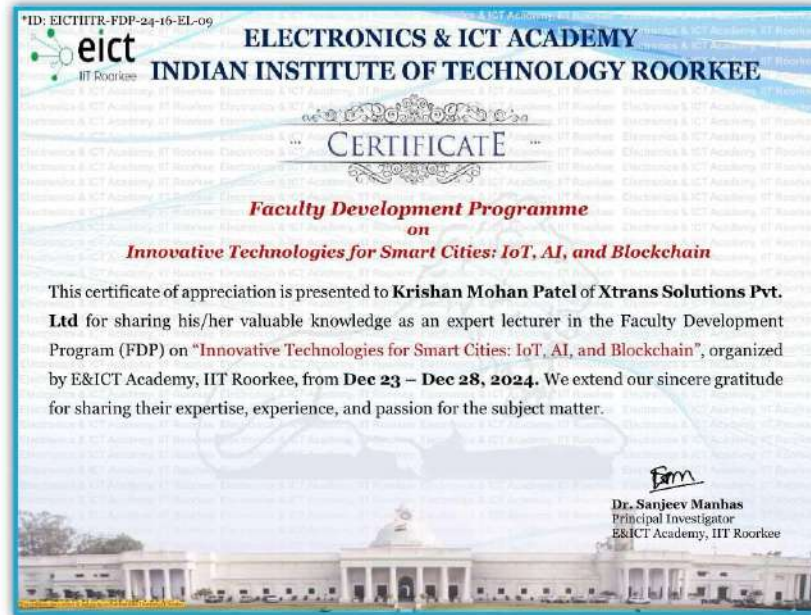 *ID: EICTIITR-FDP-24-16-EL-09
eict
IIT Roorkee
ELECTRONICS & ICT ACADEMY
INDIAN INSTITUTE OF TECHNOLOGY ROORKEE
CERTIFICATE
Faculty Development Programme
on
Innovative Technologies for Smart Cities: IoT, AI, and Blockchain
This certificate of appreciation is presented to Krishan Mohan Patel of Xtrans Solutions Pvt.
Ltd for sharing his/her valuable knowledge as an expert lecturer in the Faculty Development
Program (FDP) on “Innovative Technologies for Smart Cities: IoT, AI, and Blockchain”, organized
by E&ICT Academy, IIT Roorkee, from Dec 23 – Dec 28, 2024. We extend our sincere gratitude
for sharing their expertise, experience, and passion for the subject matter.
Dr. Sanjeev Manhas
Principal Investigator
E&ICT Academy, IIT Roorkee